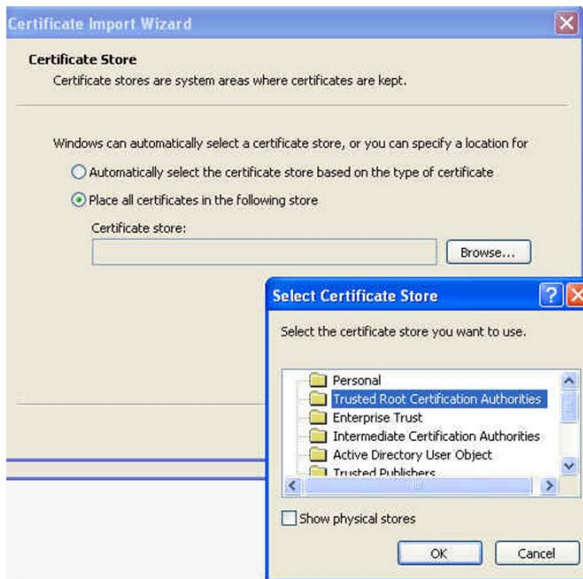 Certificate Import Wizard
Certificate Store
Certificate stores are system areas where certificates are kept.
Windows can automatically select a certificate store, or you can specify a location for
Automatically select the certificate store based on the type of certificate
Place all certificates in the following store
Certificate store:
Browse...
Select Certificate Store
Select the certificate store you want to use.
Personal
Trusted Root Certification Authorities
Enterprise Trust
Intermediate Certification Authorities
Active Directory User Object
Trusted Publishers
Show physical stores
OK Cancel